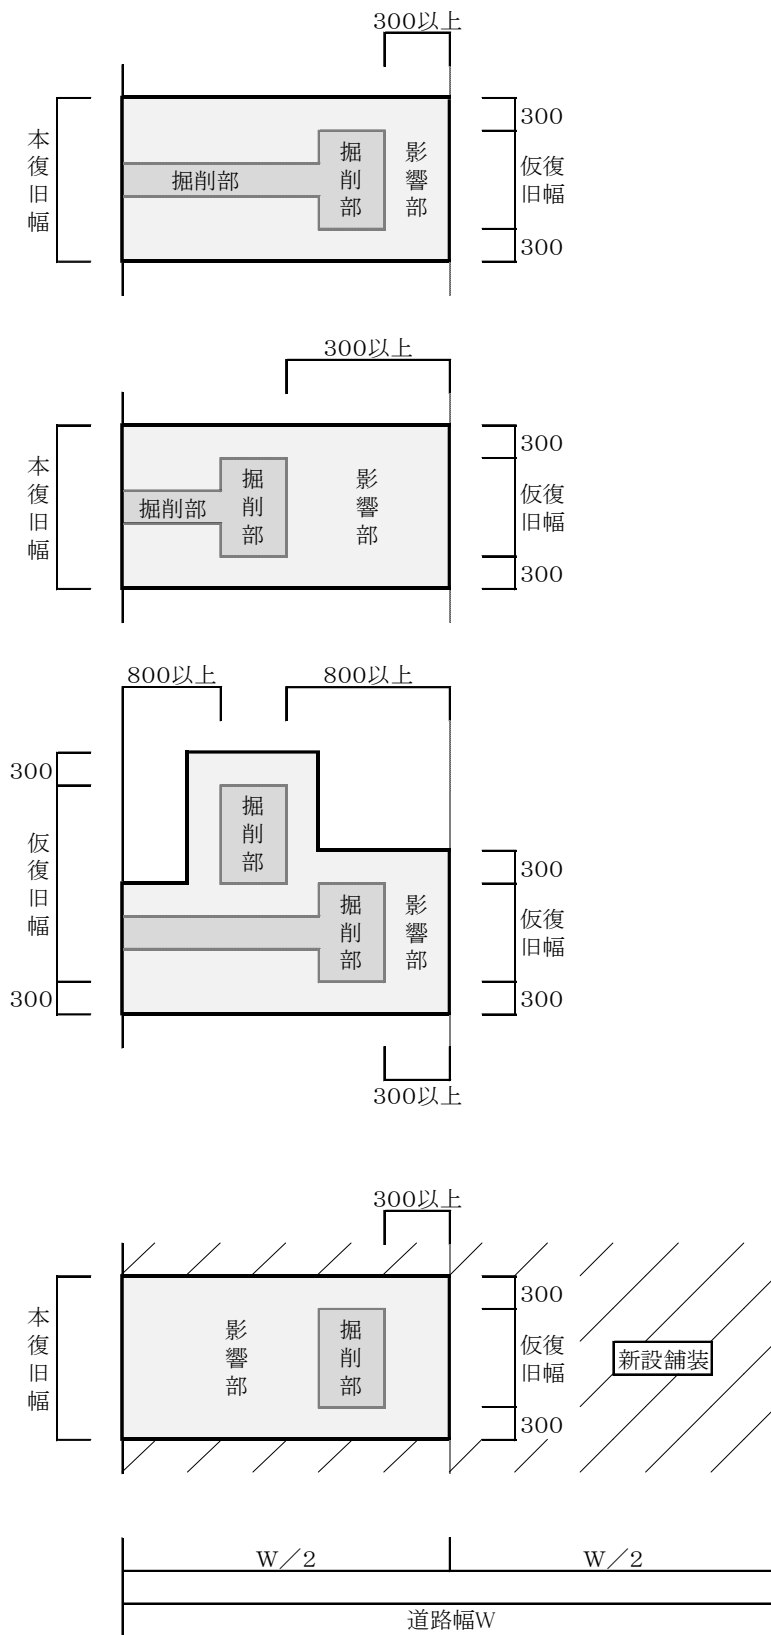 300以上
300
本復旧幅
掘削部
掘削部
影響部
仮復
旧幅
300
300以上
300
本復旧幅
掘削部
掘削部
影響部
仮復
旧幅
300
800以上
800以上
300
掘削部
仮復旧幅
300
掘削部
影響部
仮復
旧幅
300
300
300以上
300以上
300
本復旧幅
影響部
掘削部
仮復
旧幅
新設舗装
300
W/2
W/2
道路幅W